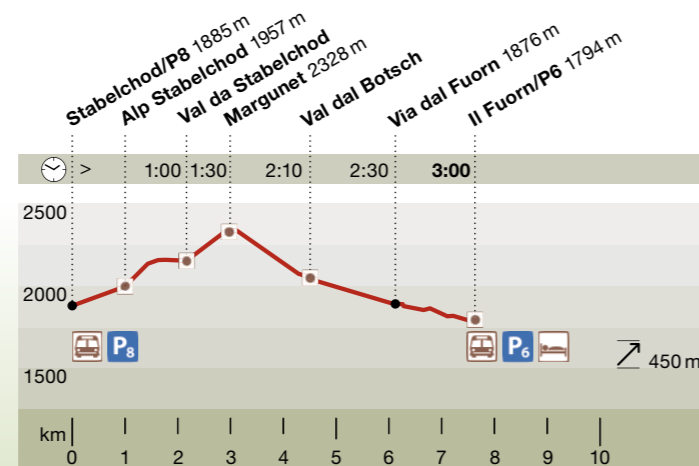 Stabelchod/P8 1885 m
Alp Stabelchod 1957 m
Val da Stabelchod
Margunet 2328 m
Val dal Botsch
Via dal Fuorn 1876 m
Il Fuorn/P6 1794 m
> 1:00 1:30 2:10 2:30 3:00
2500
2000
P8 P6
450 m
1500
km
0 1 2 3 4 5 6 7 8 9 10